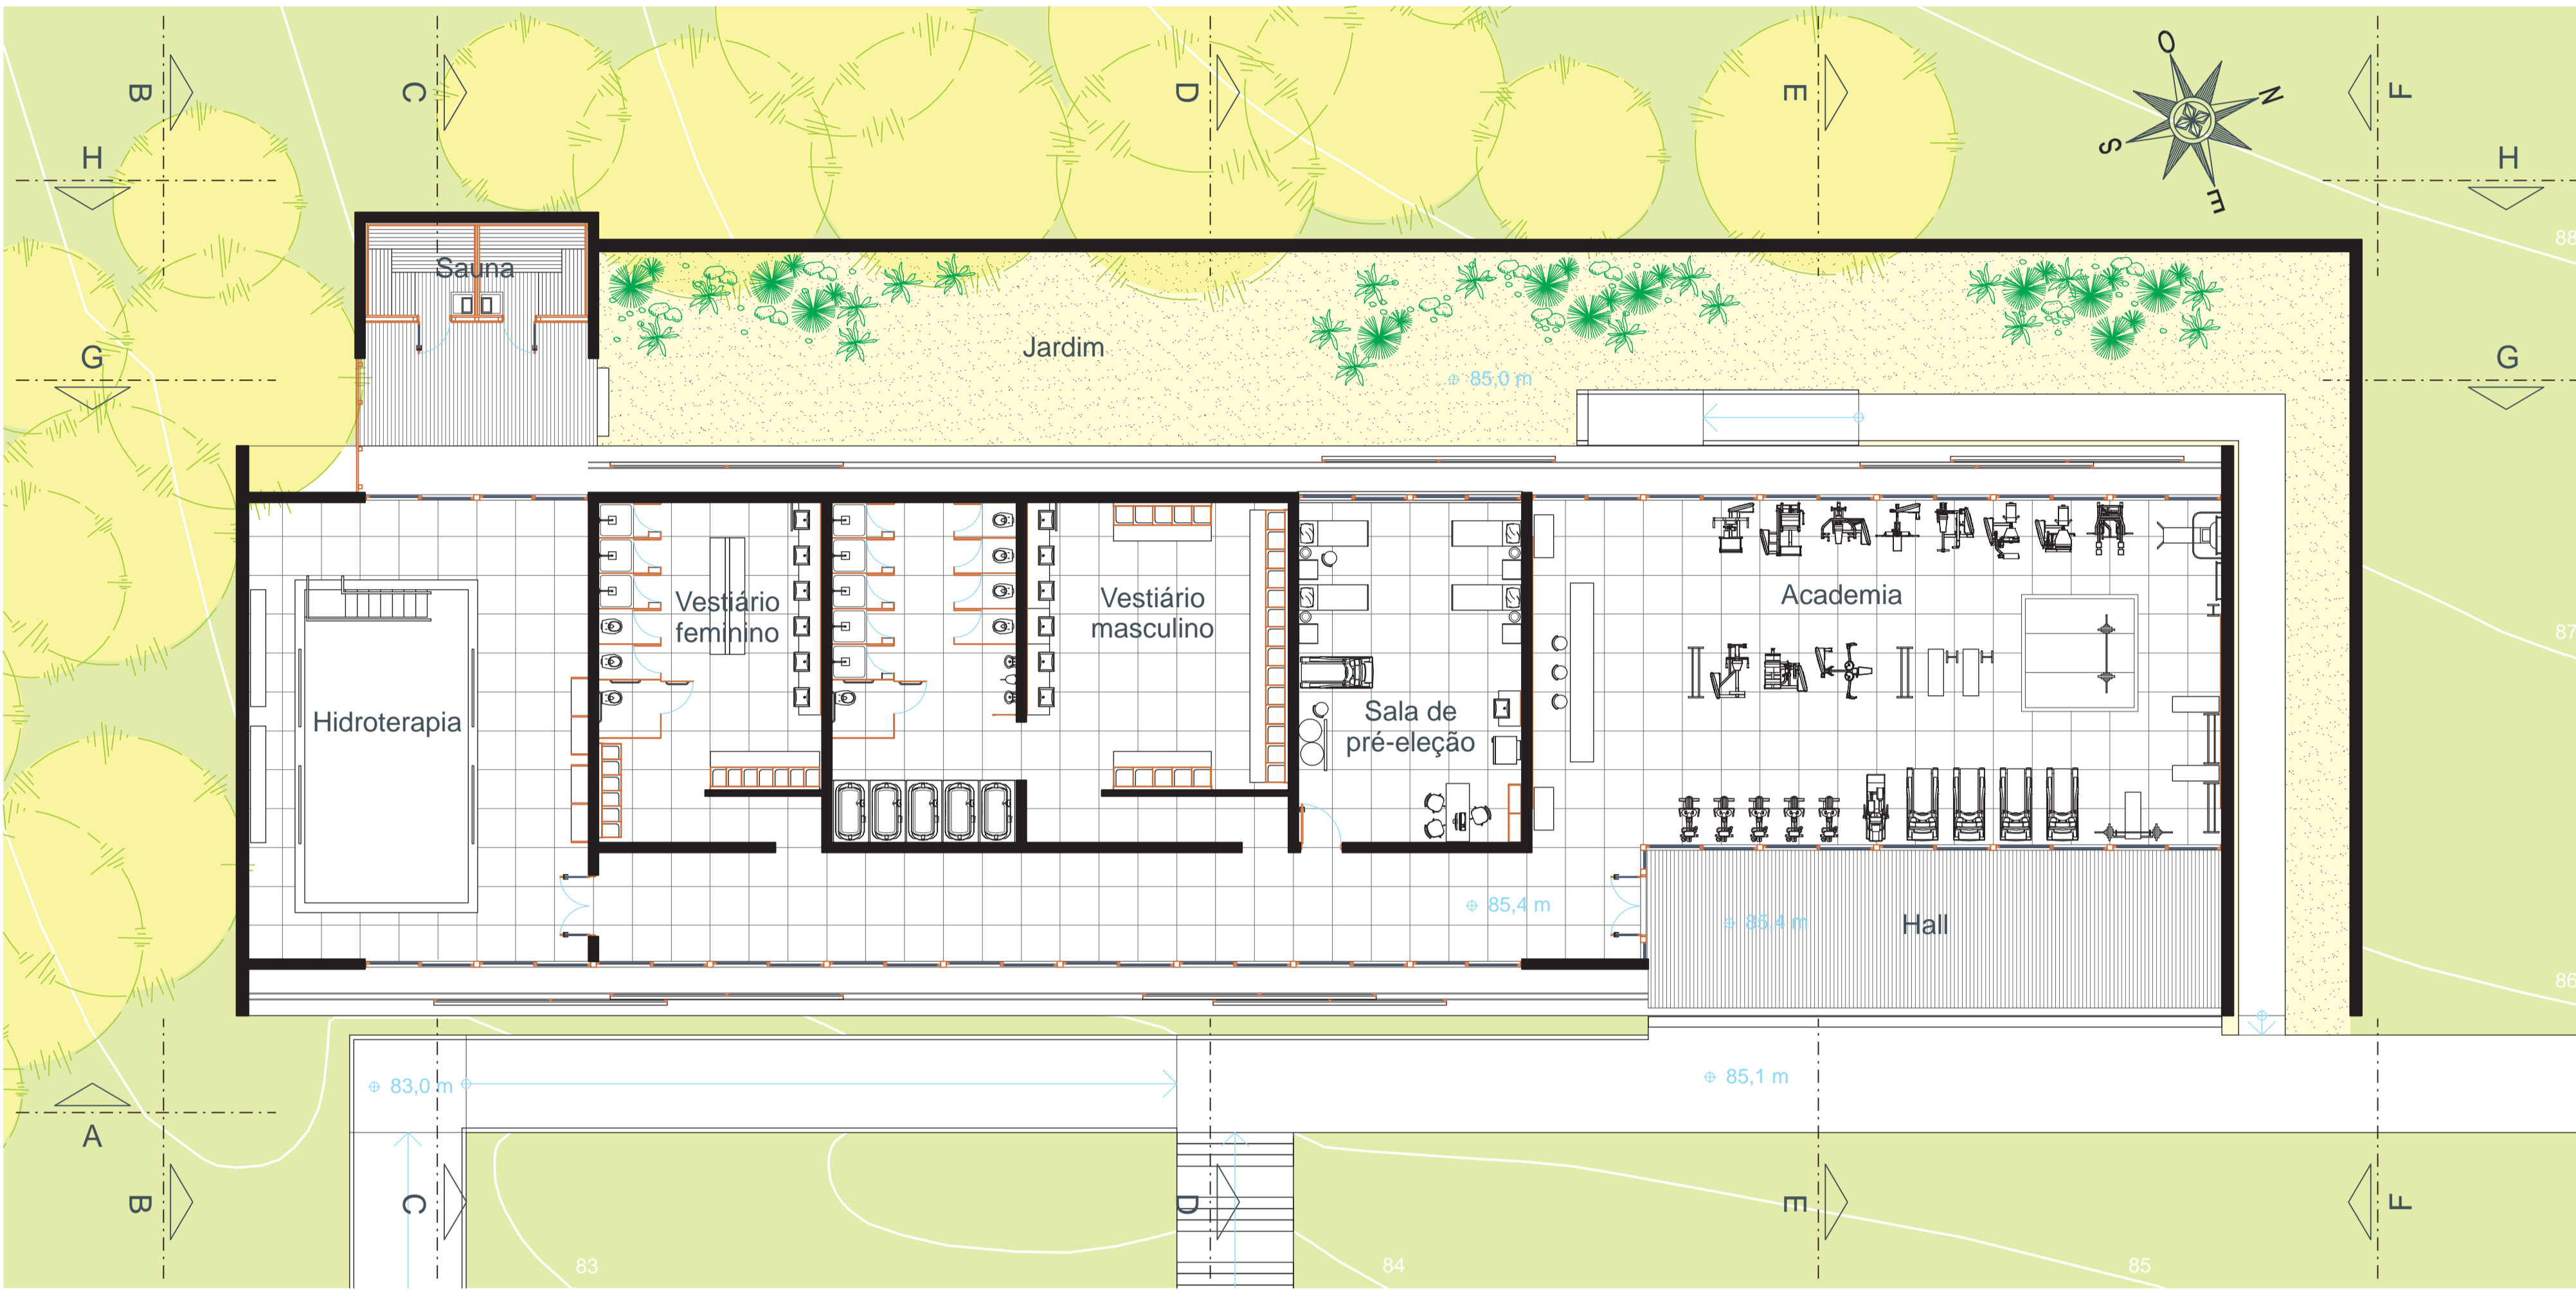 B
C
D
E
F
O
N
S
E
H
H
88
Sauna
G
G
Jardim
85,0 m
Vestiário
feminino
Vestiário
masculino
Academia
87
Hidroterapia
Sala de
pré-eleção
85,4 m
85,4 m
Hall
86
83,0 m
85,1 m
A
B
C
D
E
F
83
84
85